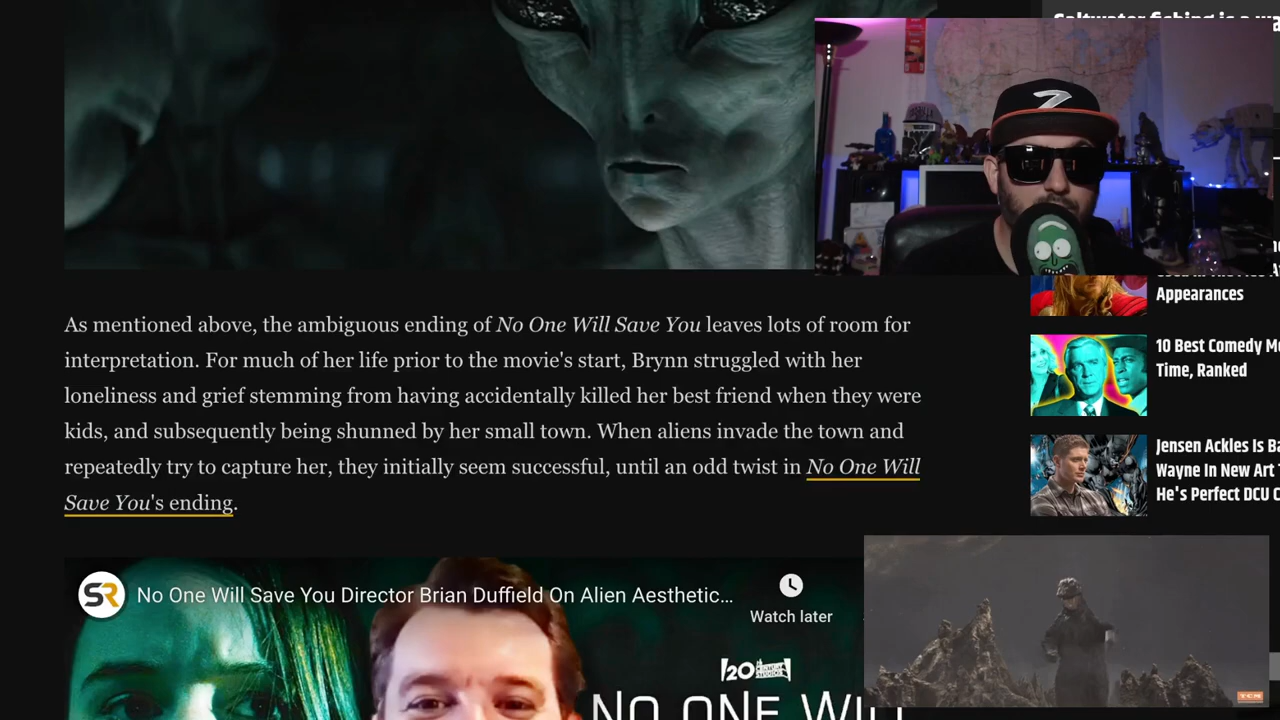 Saltwater fishing is a
As mentioned above, the ambiguous ending of No One Will Save You leaves lots of room for
interpretation. For much of her life prior to the movie's start, Brynn struggled with her
loneliness and grief stemming from having accidentally killed her best friend when they were
kids, and subsequently being shunned by her small town. When aliens invade the town and
repeatedly try to capture her, they initially seem successful, until an odd twist in No One Will
Save You's ending.
Appearances
10 Best Comedy
Time, Ranked
Jensen Ackles Is
Wayne In New Art
He's Perfect DCU
SR
No One Will Save You Director Brian Duffield On Alien Aesthetic...
Watch later
20
CENTURY
STUDIOS
NO ONE WILL
TCM